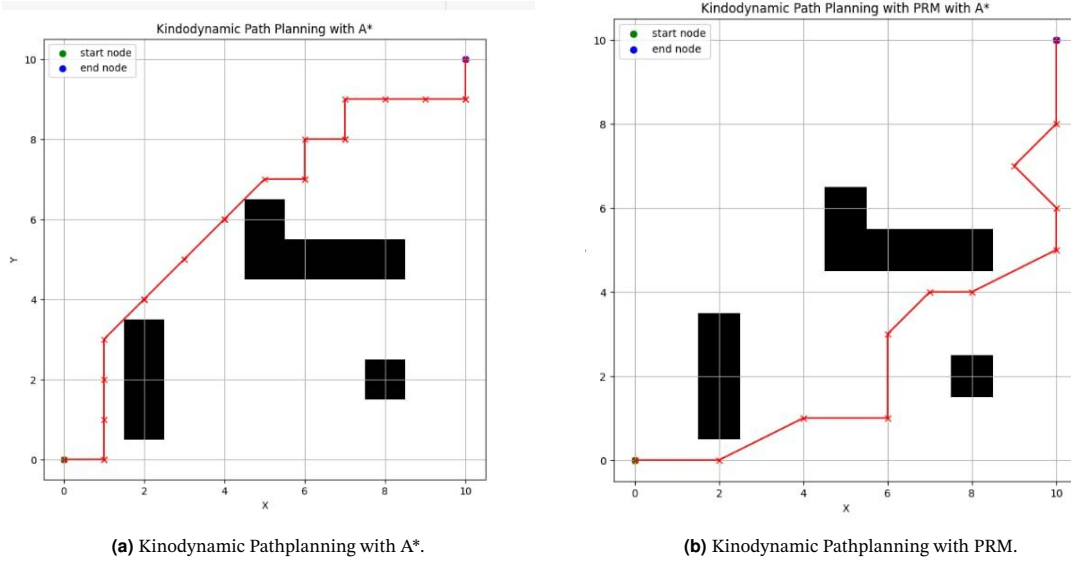 Kindodynamic Path Planning with A*
start node
end node
10
8
6
4
2
0
Y
0 2 4 6 8 10
X
(a) Kinodynamic Pathplanning with A*.
Kindodynamic Path Planning with PRM with A*
start node
end node
10
8
6
4
2
0
0 2 4 6 8 10
X
(b) Kinodynamic Pathplanning with PRM.